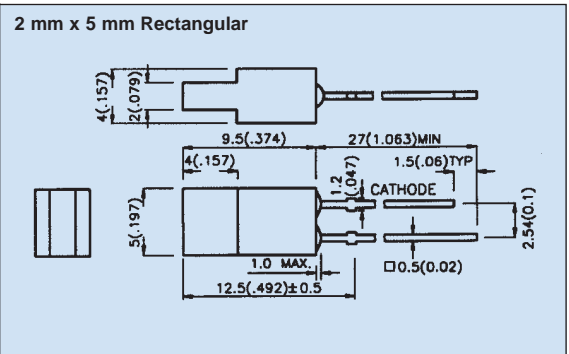 2 mm x 5 mm Rectangular
4(.157)
2(.079)
9.5(.374)
27(1.063)MIN
4(.157)
1.5(.06)TYP
1.2
(.047)
CATHODE
5(.197)
2.54(0.1)
1.0 MAX.
□0.5(0.02)
12.5(.492)±0.5